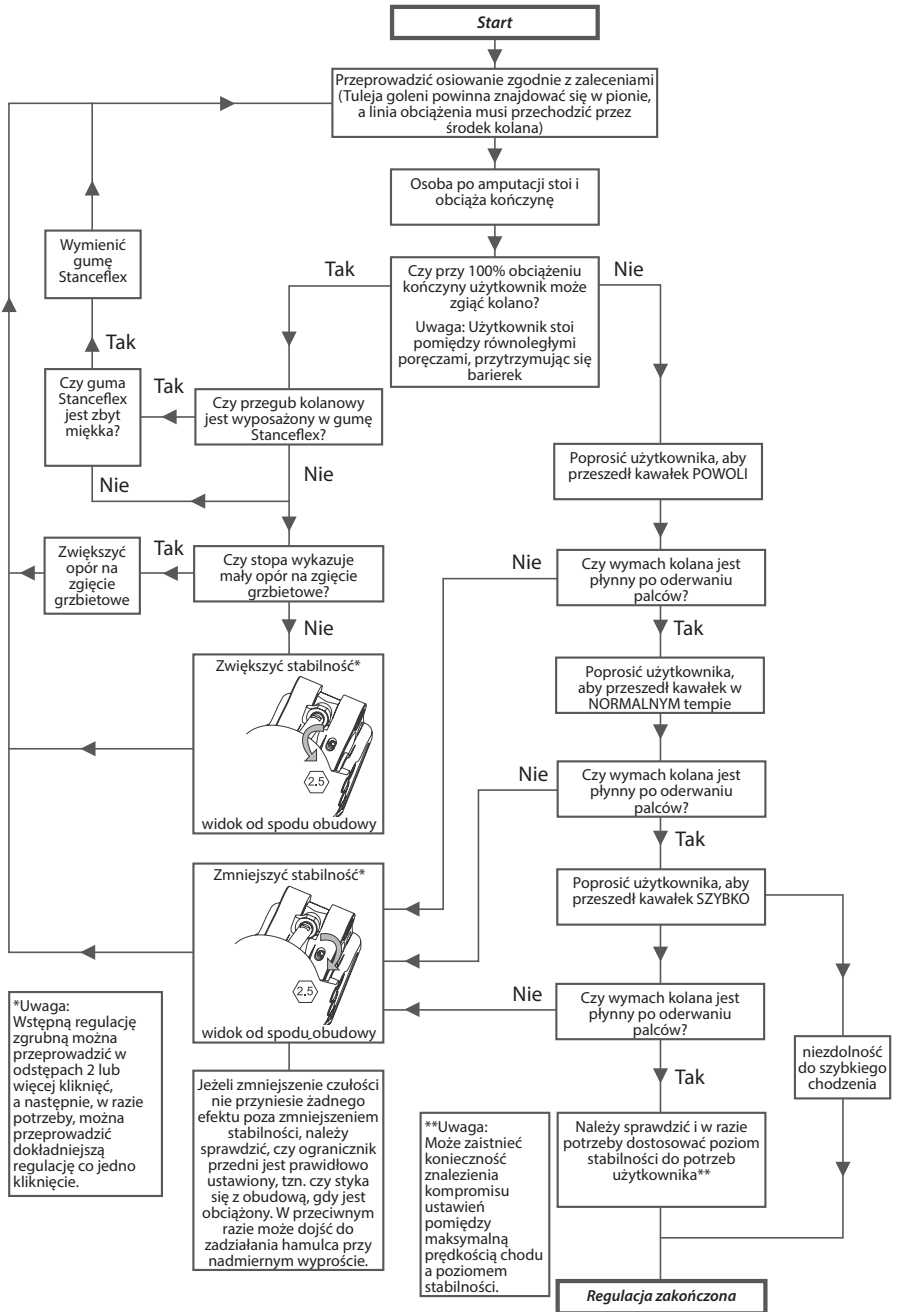 Start
Przeprowadzić osiowanie zgodnie z zaleceniami
(Tuleja goleni powinna znajdować się w pionie,
a linia obciążenia musi przechodzić przez
środek kolana)
Osoba po amputacji stoi i
obciąża kończynę
Czy przy 100% obciążeniu
kończyny użytkownik może
zgiąć kolano?
Uwaga: Użytkownik stoi
pomiędzy równoległymi
poręczami, przytrzymując się
barierek
Tak
Nie
Wymienić
gumę
Stanceflex
Tak
Czy guma
Stanceflex
jest zbyt
miękka?
Tak
Czy przegub kolanowy
jest wyposażony w gumę
Stanceflex?
Nie
Nie
Poprosić użytkownika, aby
przeszedł kawałek POWOLI
Zwiększyć
opór na
zgięcie
grzbietowe
Tak
Czy stopa wykazuje
mały opór na zgięcie
grzbietowe?
Nie
Nie
Czy wymach kolana jest
płynny po oderwaniu
palców?
Tak
Zwiększyć stabilność*
2.5
widok od spodu obudowy
Poprosić użytkownika,
aby przeszedł kawałek w
NORMALNYM tempie
Nie
Czy wymach kolana jest
płynny po oderwaniu
palców?
Tak
Zmniejszyć stabilność*
2.5
widok od spodu obudowy
Poprosić użytkownika, aby
przeszedł kawałek SZYBKO
Nie
Czy wymach kolana jest
płynny po oderwaniu
palców?
Tak
niezdolność
do szybkiego
chodzenia
*Uwaga:
Wstępną regulację
zgrubną można
przeprowadzić w
odstępach 2 lub
więcej kliknięć,
a następnie, w razie
potrzeby, można
przeprowadzić
dokładniejszą
regulację co jedno
kliknięcie.
Jeżeli zmniejszenie czułości
nie przyniesie żadnego
efektu poza zmniejszeniem
stabilności, należy
sprawdzić, czy ogranicznik
przedni jest prawidłowo
ustawiony, tzn. czy styka
się z obudową, gdy jest
obciążony. W przeciwnym
razie może dojść do
zadziałania hamulca przy
nadmiernym wyproście.
**Uwaga:
Może zaistnieć
konieczność
znalezienia
kompromisu
ustawień
pomiędzy
maksymalną
prędkością chodu
a poziomem
stabilności.
Należy sprawdzić i w razie
potrzeby dostosować poziom
stabilności do potrzeb
użytkownika**
Regulacja zakończona